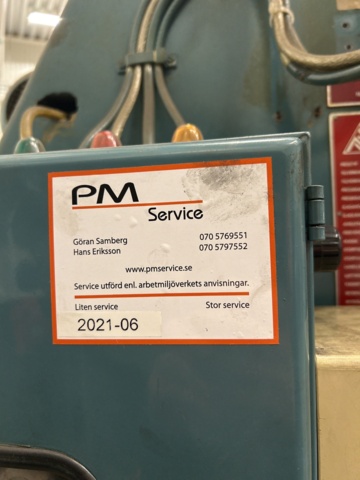 PM
Service
Göran Samberg 070 5769551
Hans Eriksson 070 5797552
www.pmservice.se
Service utförd enl. arbetmiljöverkets anvisningar.
Liten service Stor service
2021-06